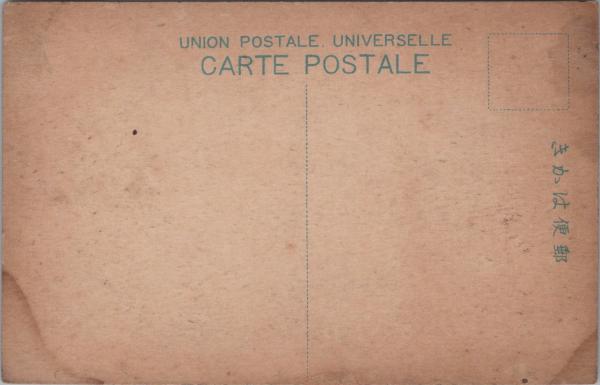 UNION POSTALE. UNIVERSELLE
CARTE POSTALE
郵便はかき